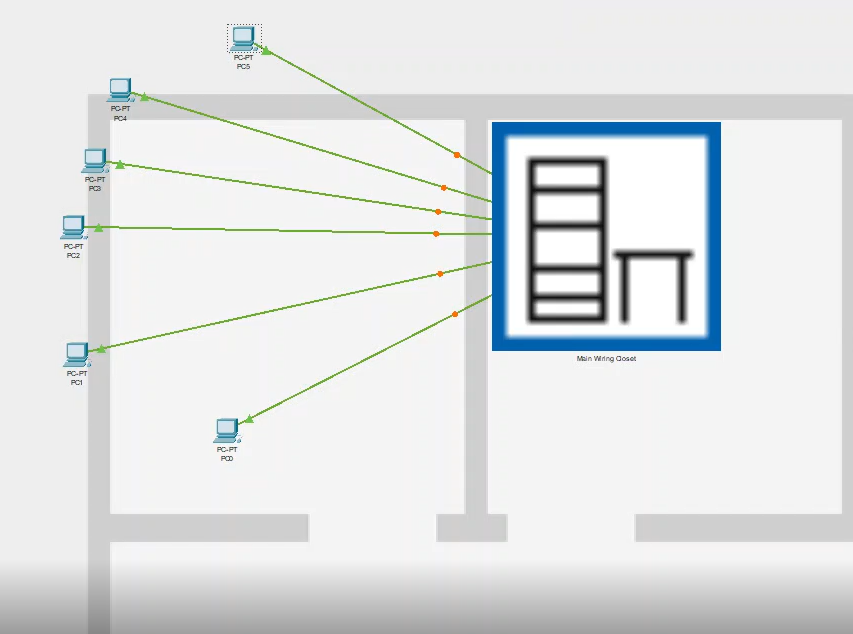 PC-PT
PC5
PC-PT
PC4
PC-PT
PC3
PC-PT
PC2
Main Wiring Closet
PC-PT
PC1
PC-PT
PC0